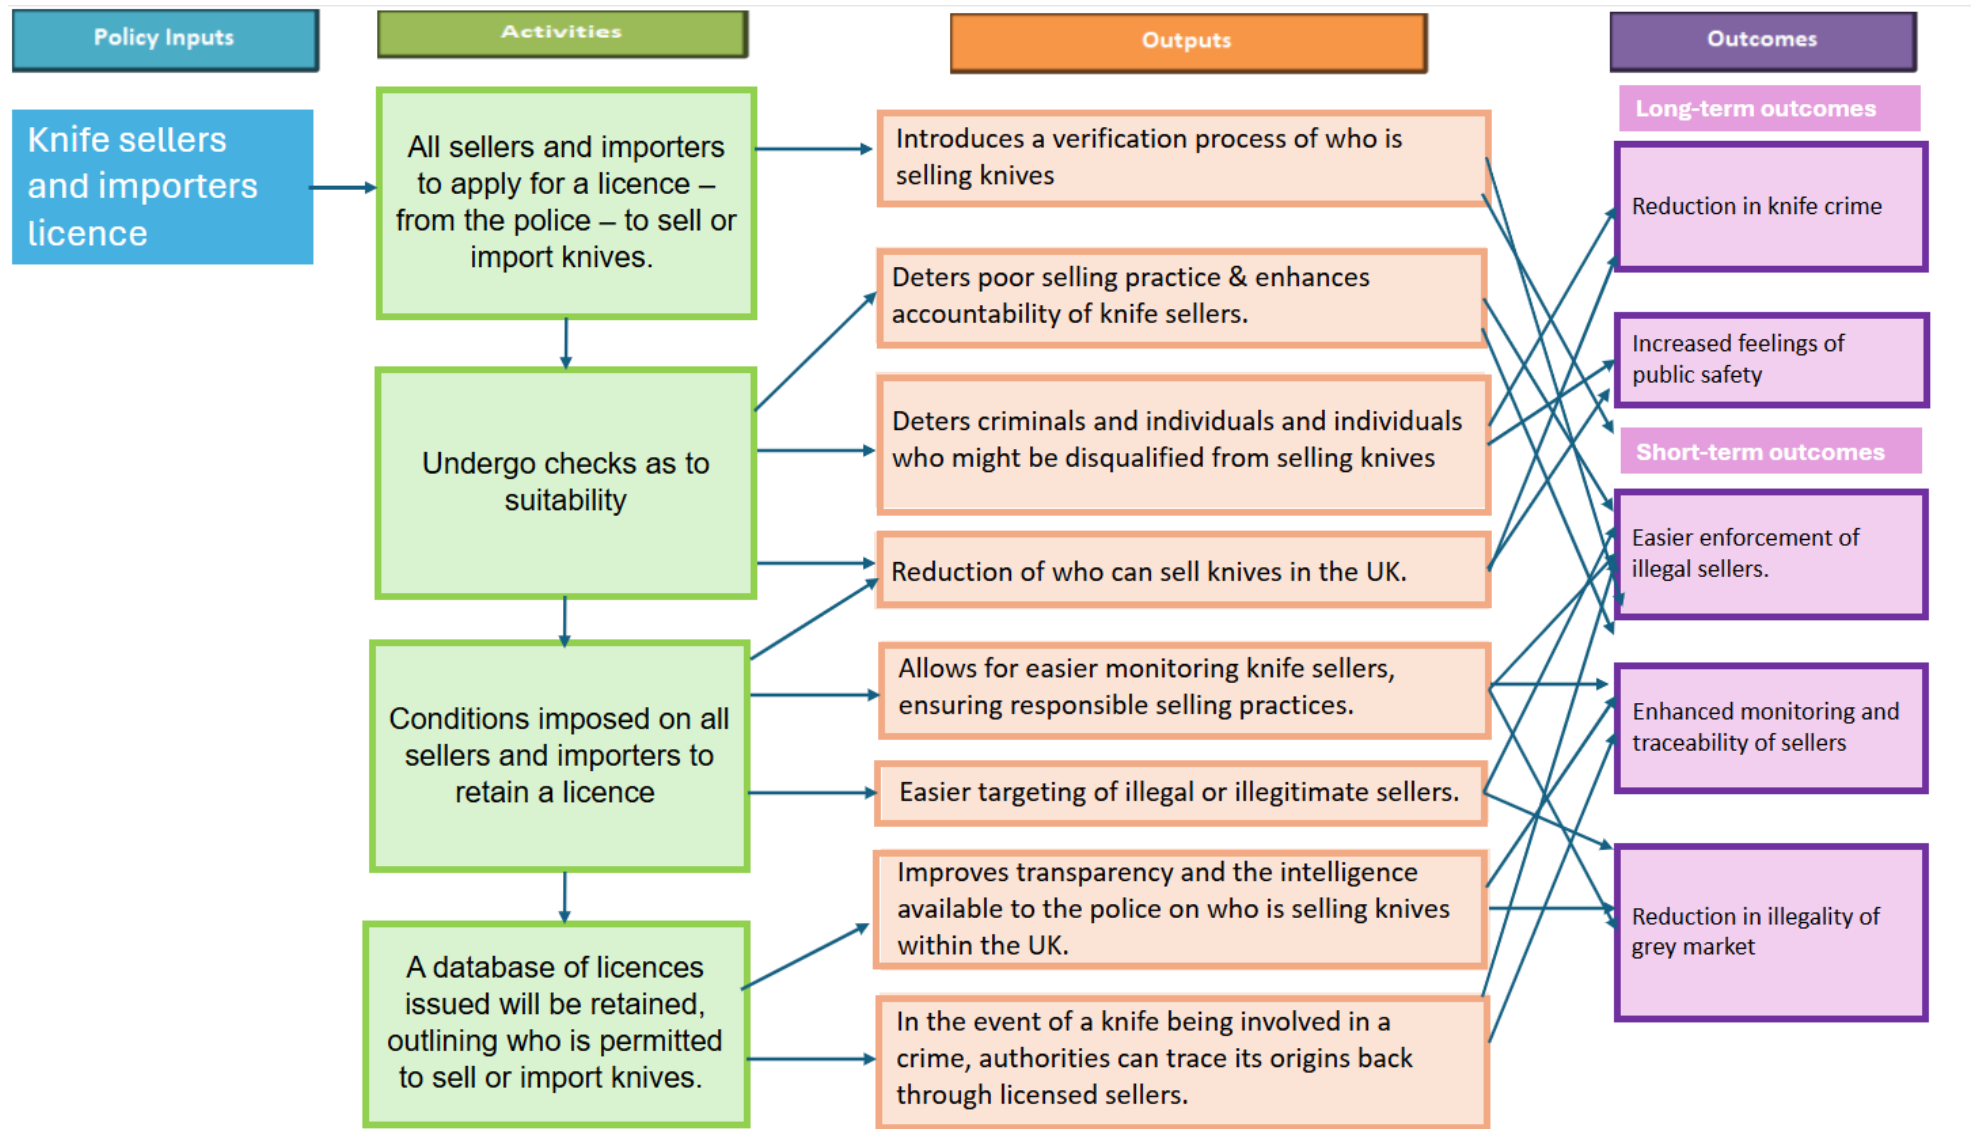 Policy Inputs
Activities
Outputs
Outcomes
Knife sellers
and importers
licence
All sellers and importers
to apply for a licence –
from the police – to sell or
import knives.
Undergo checks as to
suitability
Conditions imposed on all
sellers and importers to
retain a licence
A database of licences
issued will be retained,
outlining who is permitted
to sell or import knives.
Introduces a verification process of who is
selling knives
Deters poor selling practice & enhances
accountability of knife sellers.
Deters criminals and individuals and individuals
who might be disqualified from selling knives
Reduction of who can sell knives in the UK.
Allows for easier monitoring knife sellers,
ensuring responsible selling practices.
Easier targeting of illegal or illegitimate sellers.
Improves transparency and the intelligence
available to the police on who is selling knives
within the UK.
In the event of a knife being involved in a
crime, authorities can trace its origins back
through licensed sellers.
Long-term outcomes
Reduction in knife crime
Increased feelings of
public safety
Short-term outcomes
Easier enforcement of
illegal sellers.
Enhanced monitoring and
traceability of sellers
Reduction in illegality of
grey market